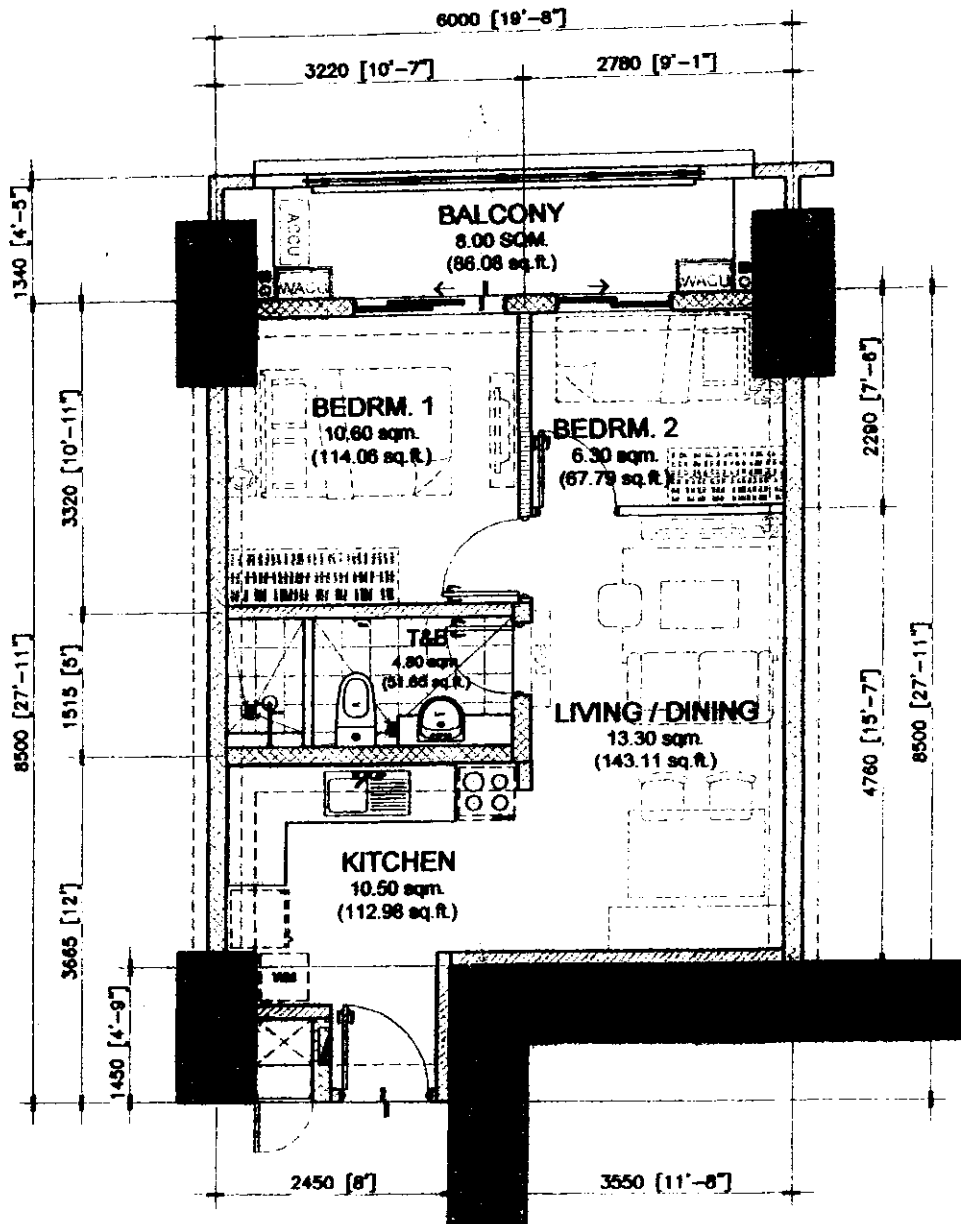 6000 [19'-8"]
3220 [10'-7"]
2780 [9'-1"]
1340 [4'-5"]
BALCONY
8.00 SQM.
(86.08 sq.ft.)
ACCU
WACU
WACU
BEDRM. 1
10.60 sqm.
(114.06 sq.ft.)
BEDRM. 2
6.30 sqm.
(67.79 sq.ft.)
2290 [7'-6"]
3320 [10'-11"]
T&B
4.80 sqm.
(51.65 sq.ft.)
8500 [27'-11"]
1515 [5']
LIVING / DINING
13.30 sqm.
(143.11 sq.ft.)
4760 [15'-7"]
8500 [27'-11"]
KITCHEN
10.50 sqm.
(112.98 sq.ft.)
3665 [12']
1450 [4'-9"]
2450 [8']
3550 [11'-8"]